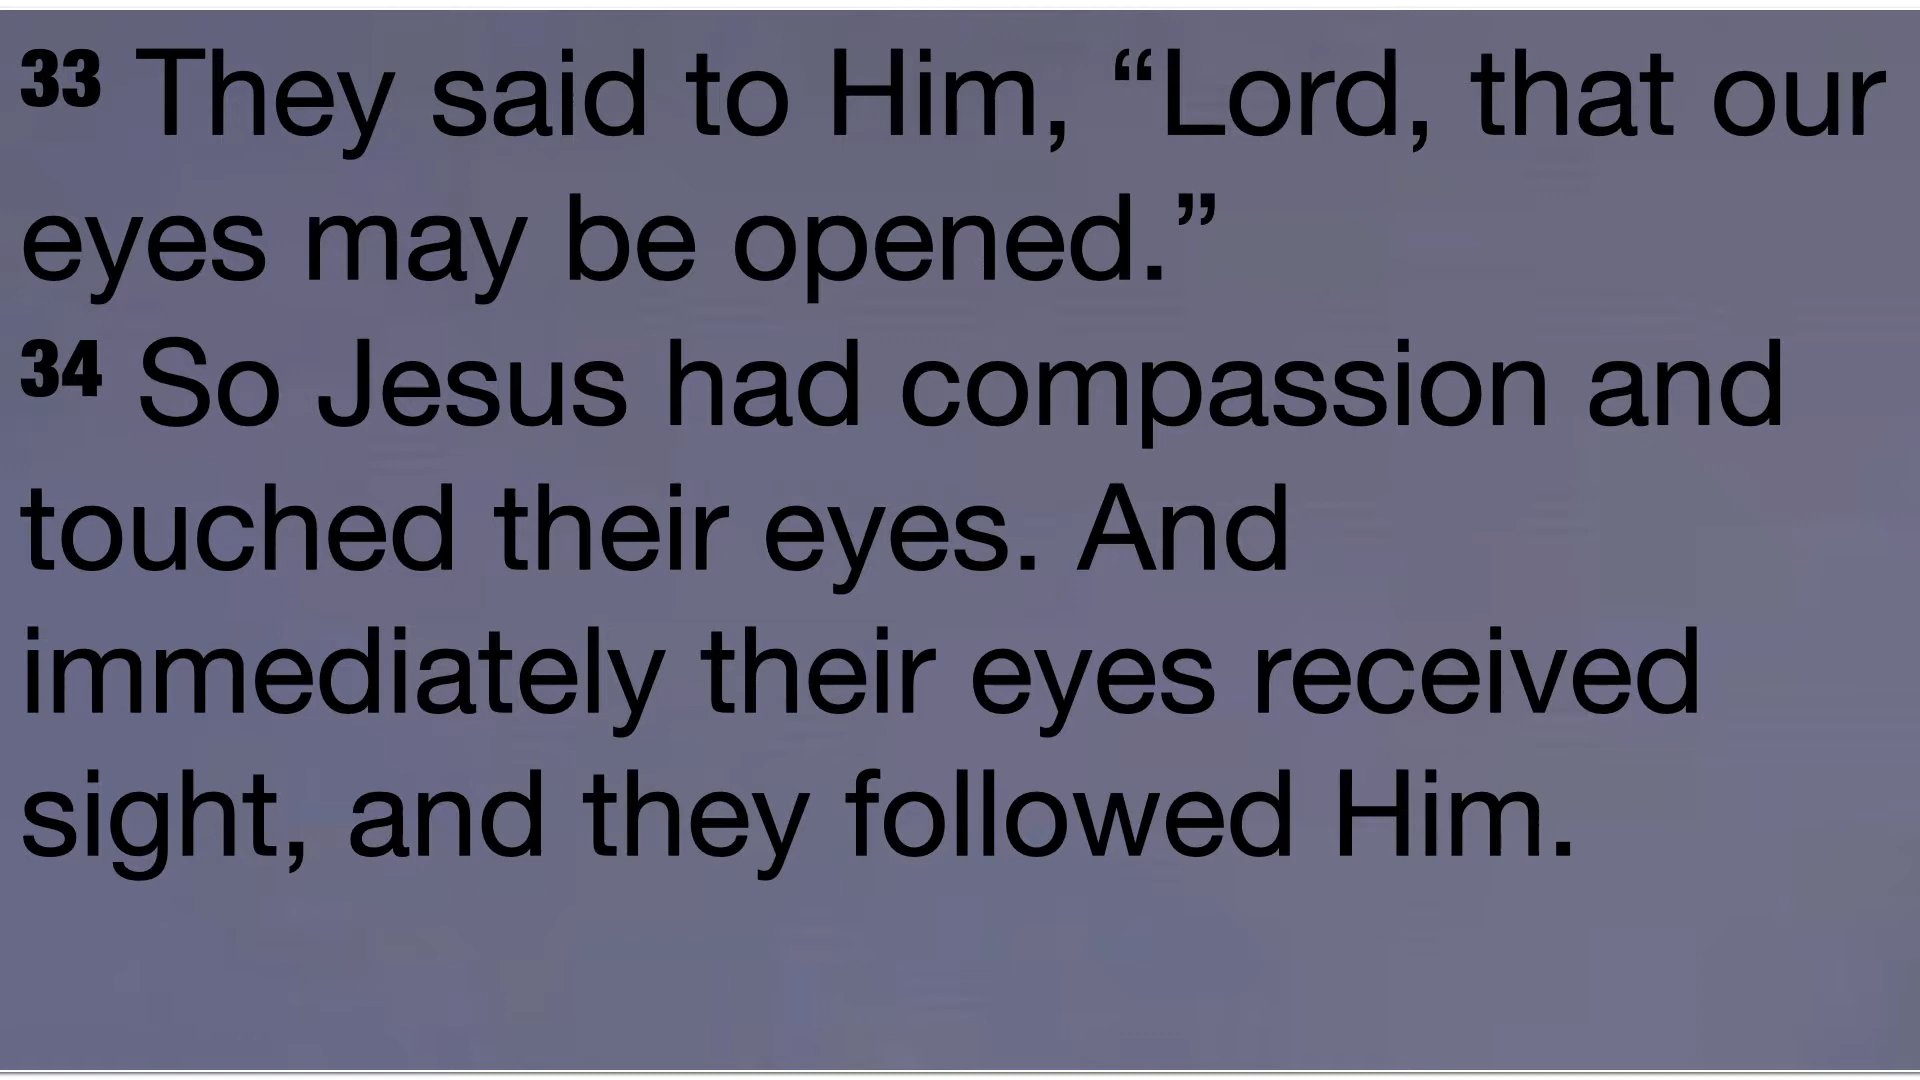 33 They said to Him, “Lord, that our
eyes may be opened.”
34 So Jesus had compassion and
touched their eyes. And
immediately their eyes received
sight, and they followed Him.